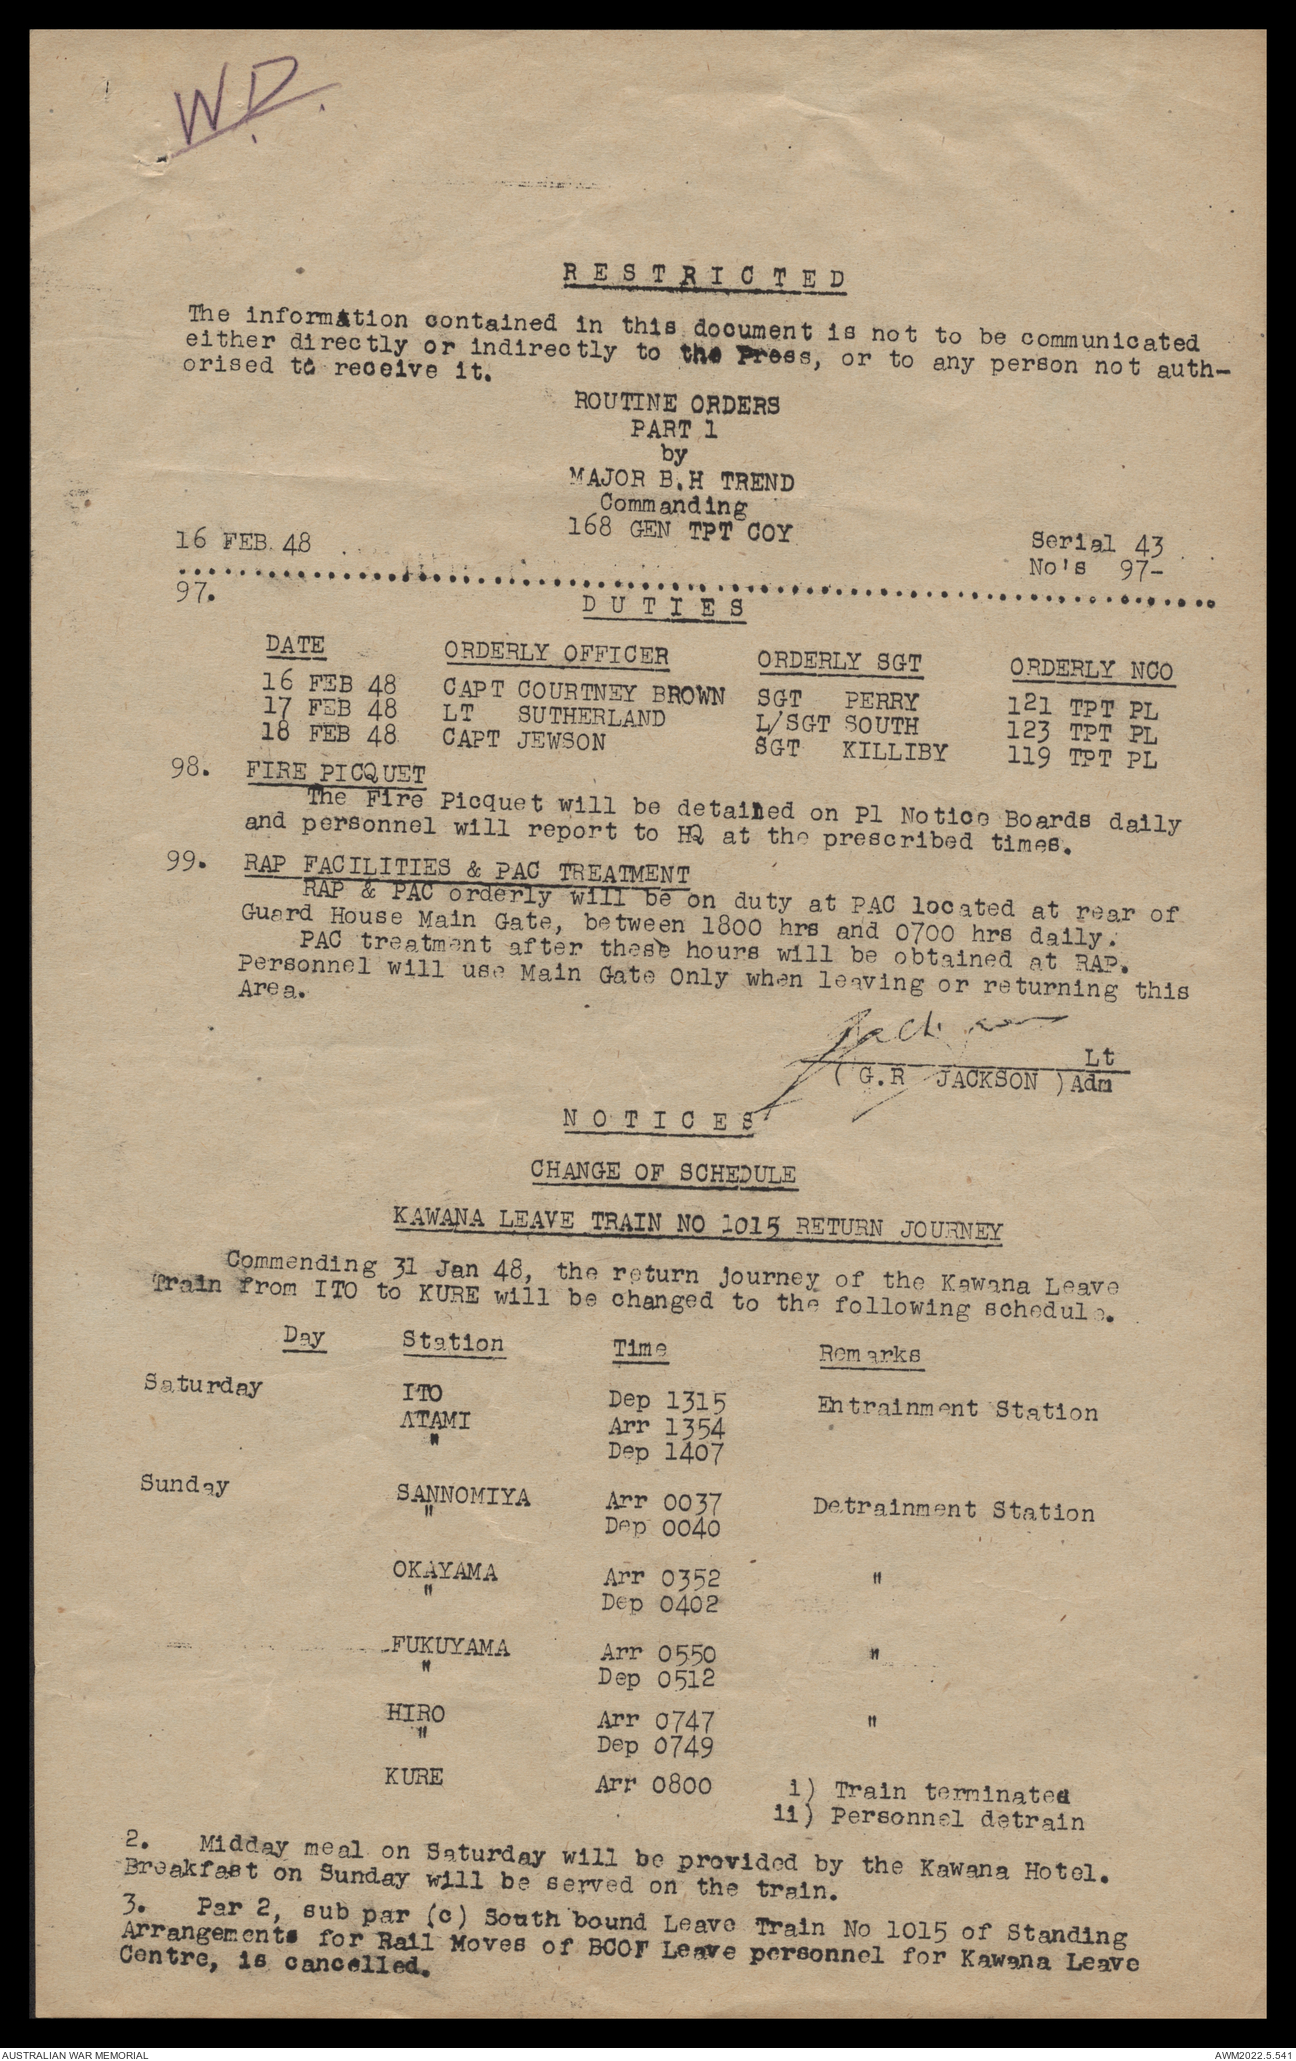 W.D.
RESTRICTED
The information contained in this document is not to be communicated
either directly or indirectly to the Press, or to any person not auth-
orised to receive it.
ROUTINE ORDERS
PART 1
by
MAJOR B.H TREND
Commanding
168 GEN TPT COY
16 FEB 48 Serial 43
No's 97-
97. DUTIES
DATE ORDERLY OFFICER ORDERLY SGT ORDERLY NCO
16 FEB 48 CAPT COURTNEY BROWN SGT PERRY 121 TPT PL
17 FEB 48 LT SUTHERLAND L/SGT SOUTH 123 TPT PL
18 FEB 48 CAPT JEWSON SGT KILLIBY 119 TPT PL
98. FIRE PICQUET
The Fire Picquet will be detailed on Pl Notice Boards daily
and personnel will report to HQ at the prescribed times.
99. RAP FACILITIES & PAC TREATMENT
RAP & PAC orderly will be on duty at PAC located at rear of
Guard House Main Gate, between 1800 hrs and 0700 hrs daily.
PAC treatment after these hours will be obtained at RAP.
Personnel will use Main Gate Only when leaving or returning this
Area.
Jackson
Lt
( G.R JACKSON ) Adm
NOTICES
CHANGE OF SCHEDULE
KAWANA LEAVE TRAIN NO 1015 RETURN JOURNEY
Commending 31 Jan 48, the return journey of the Kawana Leave
Train from ITO to KURE will be changed to the following schedule.
Day Station Time Remarks
Saturday ITO Dep 1315 Entrainment Station
ATAMI Arr 1354
" Dep 1407
Sunday SANNOMIYA Arr 0037 Detrainment Station
" Dep 0040
OKAYAMA Arr 0352 "
" Dep 0402
FUKUYAMA Arr 0550 "
" Dep 0512
HIRO Arr 0747 "
" Dep 0749
KURE Arr 0800 i) Train terminated
ii) Personnel detrain
2. Midday meal on Saturday will be provided by the Kawana Hotel.
Breakfast on Sunday will be served on the train.
3. Par 2, sub par (c) South bound Leave Train No 1015 of Standing
Arrangements for Rail Moves of BCOF Leave personnel for Kawana Leave
Centre, is cancelled.
AUSTRALIAN WAR MEMORIAL AWM2022.5.541